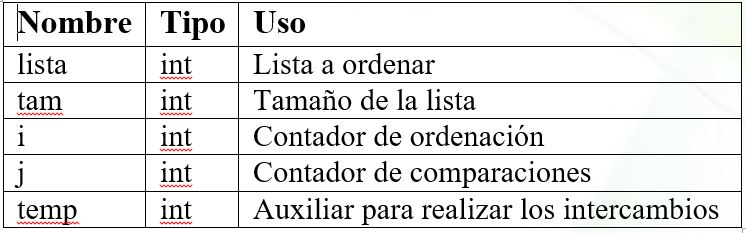 Nombre Tipo Uso
lista int Lista a ordenar
tam int Tamaño de la lista
i int Contador de ordenación
j int Contador de comparaciones
temp int Auxiliar para realizar los intercambios